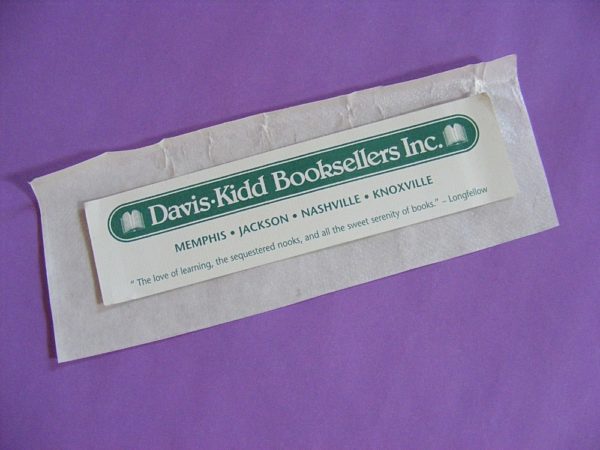 Davis·Kidd Booksellers Inc.
MEMPHIS • JACKSON • NASHVILLE • KNOXVILLE
" The love of learning, the sequestered nooks, and all the sweet serenity of books." – Longfellow